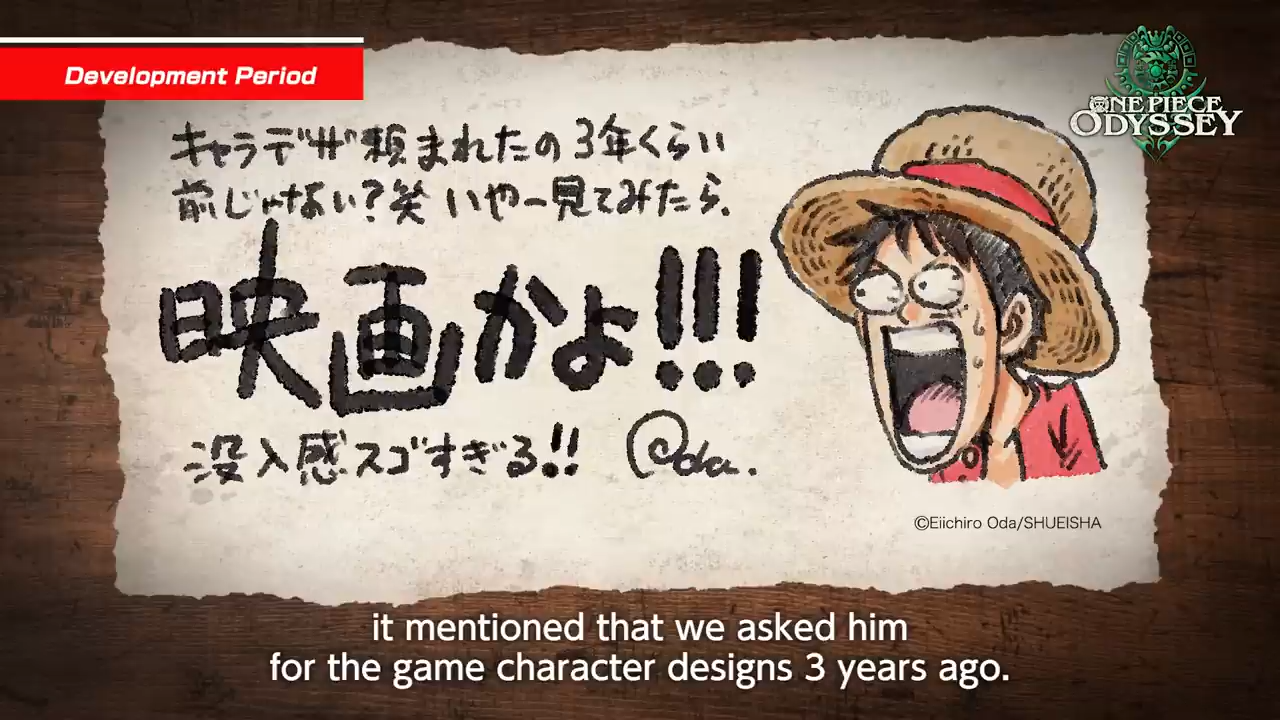 Development Period
ONE PIECE
ODYSSEY
キャラデザ頼まれたの3年くらい
前じゃない?笑 いやー見てみたら、
映画かよ!!!
没入感スゴすぎる!! Oda.
©Eiichiro Oda/SHUEISHA
it mentioned that we asked him
for the game character designs 3 years ago.